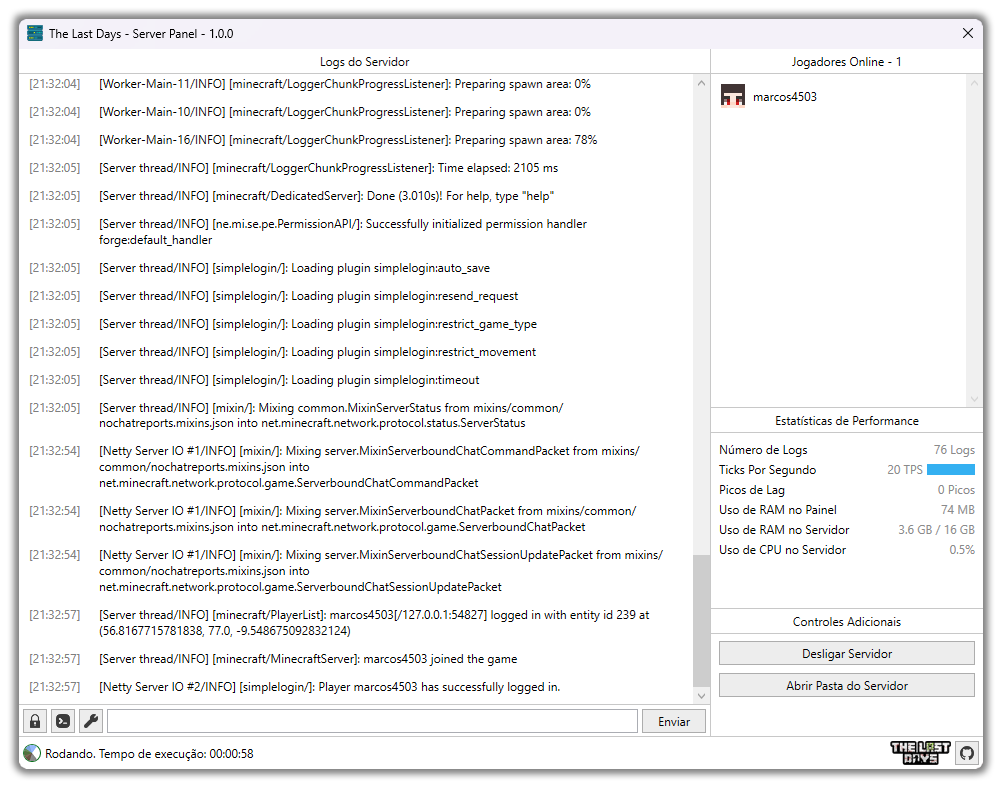 The Last Days - Server Panel - 1.0.0
Logs do Servidor
[21:32:04] [Worker-Main-11/INFO] [minecraft/LoggerChunkProgressListener]: Preparing spawn area: 0%
[21:32:04] [Worker-Main-10/INFO] [minecraft/LoggerChunkProgressListener]: Preparing spawn area: 0%
[21:32:04] [Worker-Main-16/INFO] [minecraft/LoggerChunkProgressListener]: Preparing spawn area: 78%
[21:32:05] [Server thread/INFO] [minecraft/LoggerChunkProgressListener]: Time elapsed: 2105 ms
[21:32:05] [Server thread/INFO] [minecraft/DedicatedServer]: Done (3.010s)! For help, type "help"
[21:32:05] [Server thread/INFO] [ne.mi.se.pe.PermissionAPI/]: Successfully initialized permission handler
forge:default_handler
[21:32:05] [Server thread/INFO] [simplelogin/]: Loading plugin simplelogin:auto_save
[21:32:05] [Server thread/INFO] [simplelogin/]: Loading plugin simplelogin:resend_request
[21:32:05] [Server thread/INFO] [simplelogin/]: Loading plugin simplelogin:restrict_game_type
[21:32:05] [Server thread/INFO] [simplelogin/]: Loading plugin simplelogin:restrict_movement
[21:32:05] [Server thread/INFO] [simplelogin/]: Loading plugin simplelogin:timeout
[21:32:05] [Server thread/INFO] [mixin/]: Mixing common.MixinServerStatus from mixins/common/
nochatreports.mixins.json into net.minecraft.network.protocol.status.ServerStatus
[21:32:54] [Netty Server IO #1/INFO] [mixin/]: Mixing server.MixinServerboundChatCommandPacket from mixins/
common/nochatreports.mixins.json into
net.minecraft.network.protocol.game.ServerboundChatCommandPacket
[21:32:54] [Netty Server IO #1/INFO] [mixin/]: Mixing server.MixinServerboundChatPacket from mixins/common/
nochatreports.mixins.json into net.minecraft.network.protocol.game.ServerboundChatPacket
[21:32:54] [Netty Server IO #1/INFO] [mixin/]: Mixing server.MixinServerboundChatSessionUpdatePacket from mixins/
common/nochatreports.mixins.json into
net.minecraft.network.protocol.game.ServerboundChatSessionUpdatePacket
[21:32:57] [Server thread/INFO] [minecraft/PlayerList]: marcos4503[/127.0.0.1:54827] logged in with entity id 239 at
(56.8167715781838, 77.0, -9.548675092832124)
[21:32:57] [Server thread/INFO] [minecraft/MinecraftServer]: marcos4503 joined the game
[21:32:57] [Netty Server IO #2/INFO] [simplelogin/]: Player marcos4503 has successfully logged in.
Enviar
Jogadores Online - 1
marcos4503
Estatísticas de Performance
Número de Logs 76 Logs
Ticks Por Segundo 20 TPS
Picos de Lag 0 Picos
Uso de RAM no Painel 74 MB
Uso de RAM no Servidor 3.6 GB / 16 GB
Uso de CPU no Servidor 0.5%
Controles Adicionais
Desligar Servidor
Abrir Pasta do Servidor
Rodando. Tempo de execução: 00:00:58
THE LAST
DAYS